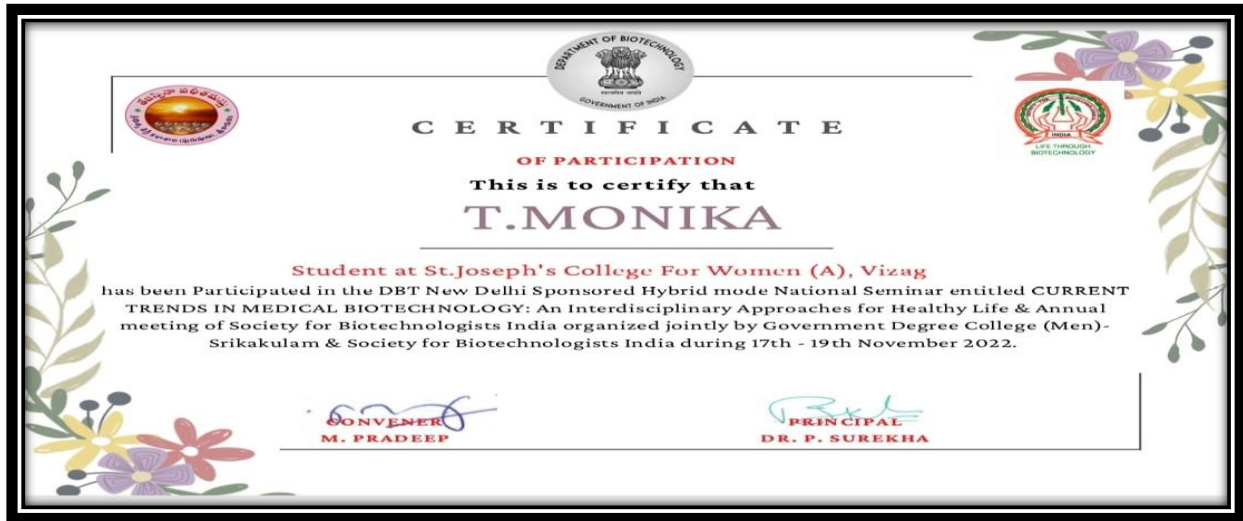 DEPARTMENT OF BIOTECHNOLOGY
GOVERNMENT OF INDIA
INDIA
LIFE THROUGH
BIOTECHNOLOGY
CERTIFICATE
OF PARTICIPATION
This is to certify that
T.MONIKA
Student at St.Joseph's College For Women (A), Vizag
has been Participated in the DBT New Delhi Sponsored Hybrid mode National Seminar entitled CURRENT
TRENDS IN MEDICAL BIOTECHNOLOGY: An Interdisciplinary Approaches for Healthy Life & Annual
meeting of Society for Biotechnologists India organized jointly by Government Degree College (Men)-
Srikakulam & Society for Biotechnologists India during 17th - 19th November 2022.
CONVENER
M. PRADEEP
PRINCIPAL
DR. P. SUREKHA